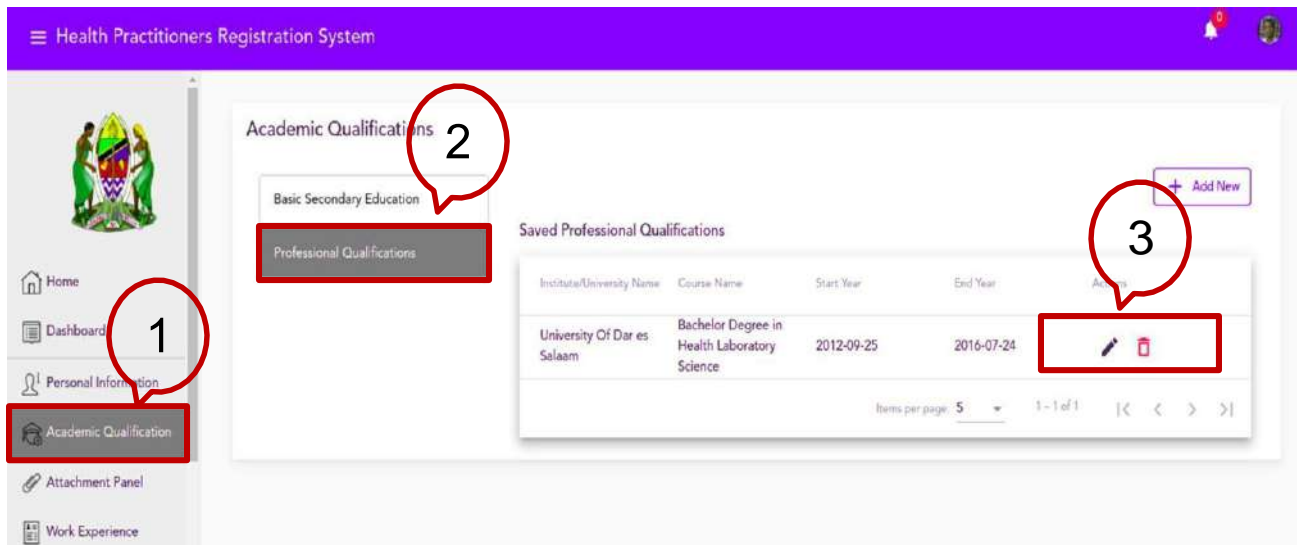 Health Practitioners Registration System
0
Academic Qualifications
2
Basic Secondary Education
Professional Qualifications
+ Add New
Saved Professional Qualifications
3
Institute/University Name Course Name Start Year End Year Actions
University Of Dar es
Salaam
Bachelor Degree in
Health Laboratory
Science
2012-09-25
2016-07-24
Items per page: 5
1 - 1 of 1
Home
Dashboard
1
Personal Information
Academic Qualification
Attachment Panel
Work Experience